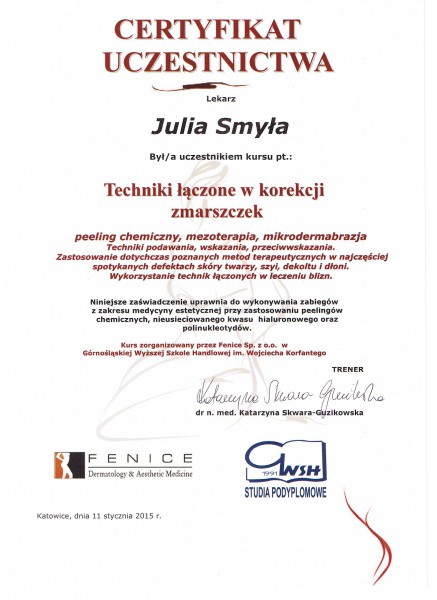 CERTYFIKAT
UCZESTNICTWA
Lekarz
Julia Smyła
Był/a uczestnikiem kursu pt.:
Techniki łączone w korekcji
zmarszczek
peeling chemiczny, mezoterapia, mikrodermabrazja
Techniki podawania, wskazania, przeciwwskazania.
Zastosowanie dotychczas poznanych metod terapeutycznych w najczęściej
spotykanych defektach skóry twarzy, szyi, dekoltu i dłoni.
Wykorzystanie technik łączonych w leczeniu blizn.
Niniejsze zaświadczenie uprawnia do wykonywania zabiegów
z zakresu medycyny estetycznej przy zastosowaniu peelingów
chemicznych, nieusieciowanego kwasu hialuronowego oraz
polinukleotydów.
Kurs zorganizowany przez Fenice Sp. z o.o. w
Górnośląskiej Wyższej Szkole Handlowej im. Wojciecha Korfantego
TRENER
Katarzyna Skwara-Guzikowska
dr n. med. Katarzyna Skwara-Guzikowska
FENICE
Dermatology & Aesthetic Medicine
GWSH
1991
STUDIA PODYPLOMOWE
Katowice, dnia 11 stycznia 2015 r.